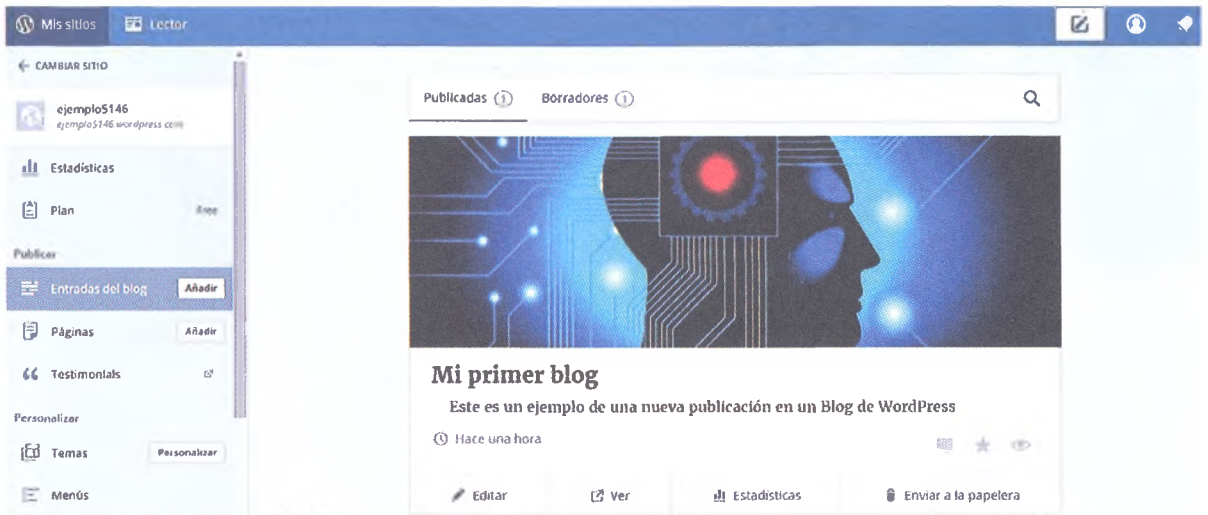 Mis sitios Lector
CAMBIAR SITIO
ejemplo5146
ejemplo5146.wordpress.com
Estadísticas
Plan Free
Publicar
Entradas del blog Añadir
Páginas Añadir
Testimonials
Personalizar
Temas Personalizar
Menús
Publicadas 1 Borradores 1
Mi primer blog
Este es un ejemplo de una nueva publicación en un Blog de WordPress
Hace una hora
Editar Ver Estadísticas Enviar a la papelera